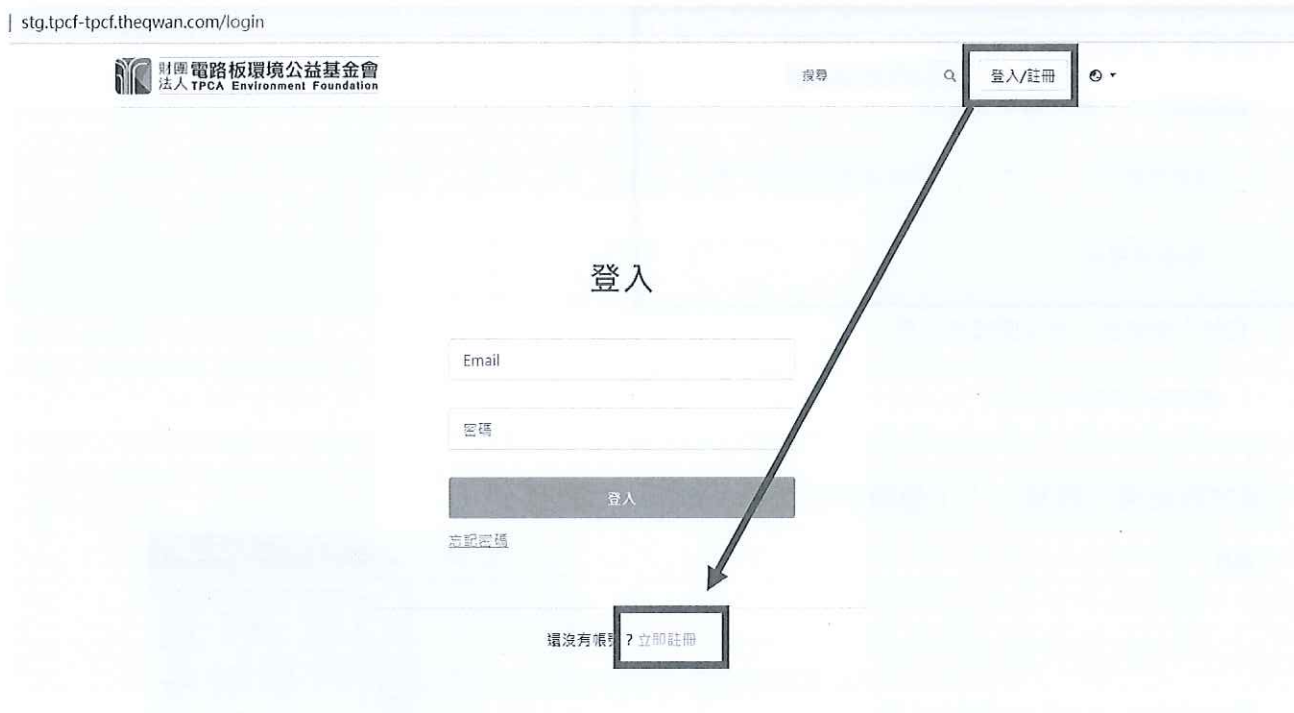 stg.tpcf-tpcf.theqwan.com/login
財團法人 電路板環境公益基金會
TPCA Environment Foundation
搜尋 登入/註冊
登入
Email
密碼
登入
忘記密碼
還沒有帳號？立即註冊